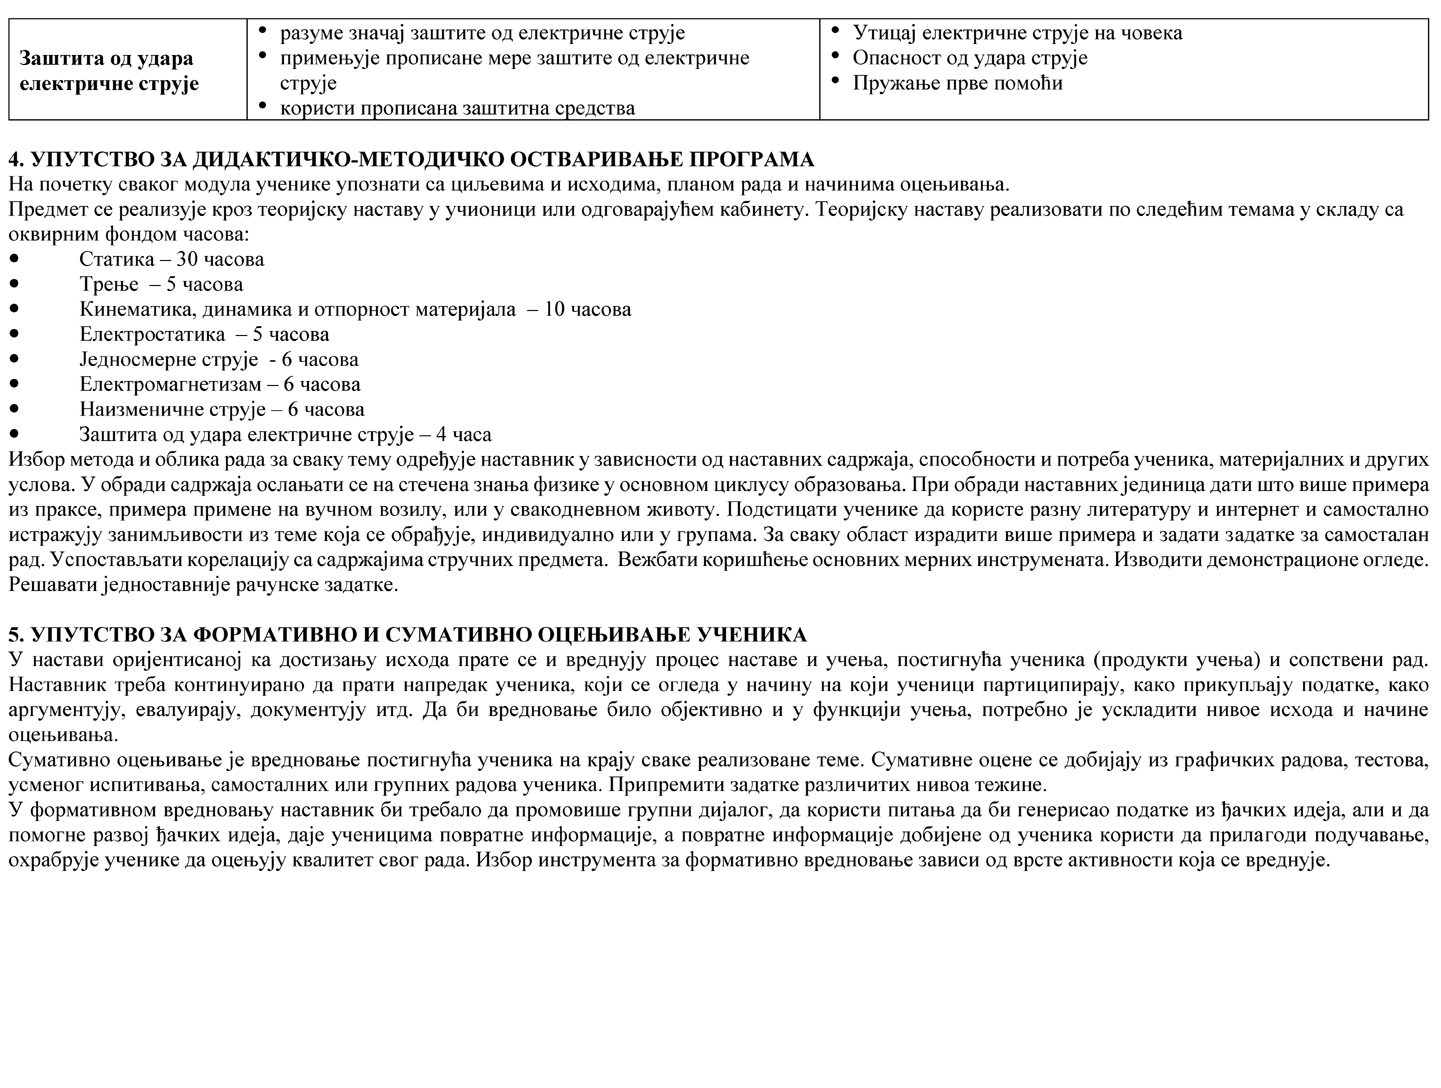 Заштита од удара
електричне струје
• разуме значај заштите од електричне струје
• примењује прописане мере заштите од електричне
струје
• користи прописана заштитна средства
• Утицај електричне струје на човека
• Опасност од удара струје
• Пружање прве помоћи
4. УПУТСТВО ЗА ДИДАКТИЧКО-МЕТОДИЧКО ОСТВАРИВАЊЕ ПРОГРАМА
На почетку сваког модула ученике упознати са циљевима и исходима, планом рада и начинима оцењивања.
Предмет се реализује кроз теоријску наставу у учионици или одговарајућем кабинету. Теоријску наставу реализовати по следећим темама у складу са
оквирним фондом часова:
• Статика – 30 часова
• Трење – 5 часова
• Кинематика, динамика и отпорност материјала – 10 часова
• Електростатика – 5 часова
• Једносмерне струје - 6 часова
• Електромагнетизам – 6 часова
• Наизменичне струје – 6 часова
• Заштита од удара електричне струје – 4 часа
Избор метода и облика рада за сваку тему одређује наставник у зависности од наставних садржаја, способности и потреба ученика, материјалних и других
услова. У обради садржаја ослањати се на стечена знања физике у основном циклусу образовања. При обради наставних јединица дати што више примера
из праксе, примера примене на вучном возилу, или у свакодневном животу. Подстицати ученике да користе разну литературу и интернет и самостално
истражују занимљивости из теме која се обрађује, индивидуално или у групама. За сваку област израдити више примера и задати задатке за самосталан
рад. Успостављати корелацију са садржајима стручних предмета. Вежбати коришћење основних мерних инструмената. Изводити демонстрационе огледе.
Решавати једноставније рачунске задатке.
5. УПУТСТВО ЗА ФОРМАТИВНО И СУМАТИВНО ОЦЕЊИВАЊЕ УЧЕНИКА
У настави оријентисаној ка достизању исхода прате се и вреднују процес наставе и учења, постигнућа ученика (продукти учења) и сопствени рад.
Наставник треба континуирано да прати напредак ученика, који се огледа у начину на који ученици партиципирају, како прикупљају податке, како
аргументују, евалуирају, документују итд. Да би вредновање било објективно и у функцији учења, потребно је ускладити нивое исхода и начине
оцењивања.
Сумативно оцењивање је вредновање постигнућа ученика на крају сваке реализоване теме. Сумативне оцене се добијају из графичких радова, тестова,
усменог испитивања, самосталних или групних радова ученика. Припремити задатке различитих нивоа тежине.
У формативном вредновању наставник би требало да промовише групни дијалог, да користи питања да би генерисао податке из ђачких идеја, али и да
помогне развој ђачких идеја, даје ученицима повратне информације, а повратне информације добијене од ученика користи да прилагоди подучавање,
охрабрује ученике да оцењују квалитет свог рада. Избор инструмента за формативно вредновање зависи од врсте активности која се вреднује.